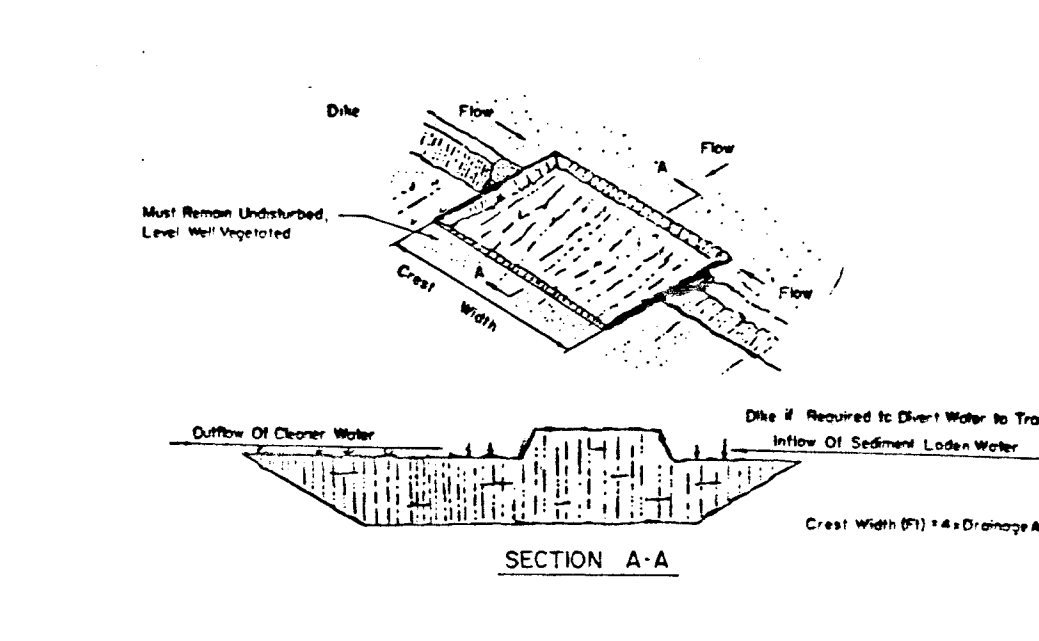 Dike
Flow
Flow
A
Must Remain Undisturbed,
Level Well Vegetated
A
Crest Width
Flow
Dike if Required to Divert Water to
Outflow Of Cleaner Water
Inflow Of Sediment Laden Water
Crest Width (Ft) = 4 x Drainage
SECTION A-A